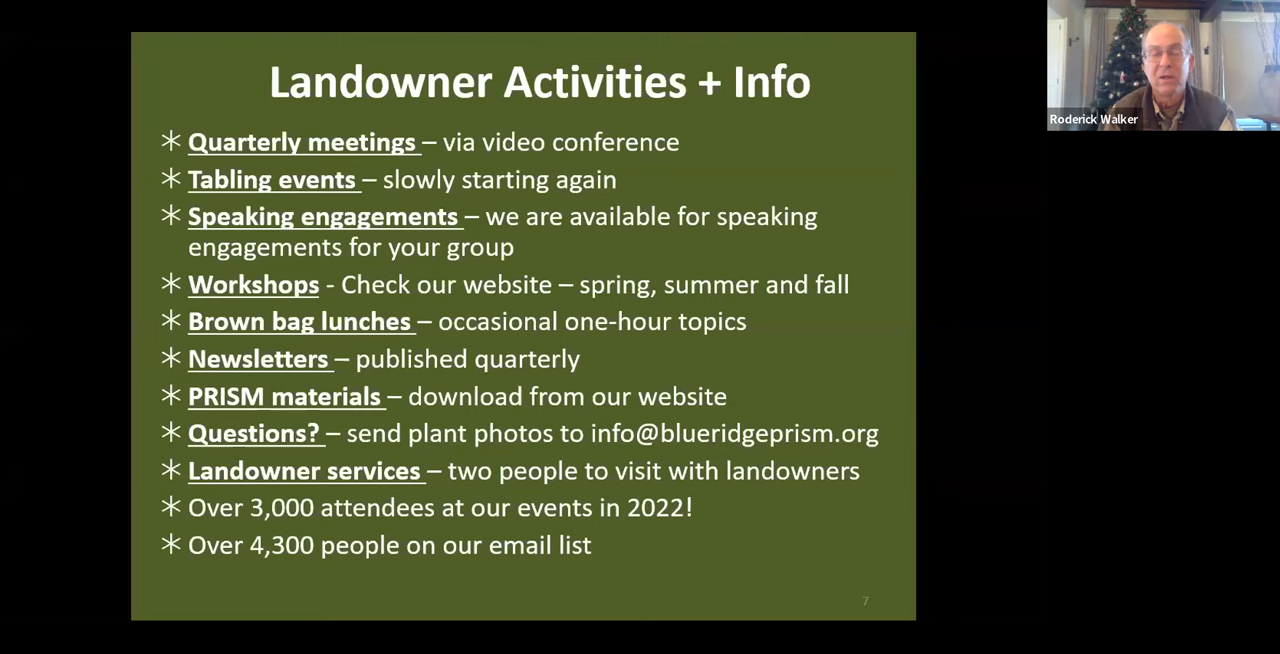 Landowner Activities + Info
* Quarterly meetings – via video conference
* Tabling events – slowly starting again
* Speaking engagements – we are available for speaking
engagements for your group
* Workshops - Check our website – spring, summer and fall
* Brown bag lunches – occasional one-hour topics
* Newsletters – published quarterly
* PRISM materials – download from our website
* Questions? – send plant photos to info@blueridgeprism.org
* Landowner services – two people to visit with landowners
* Over 3,000 attendees at our events in 2022!
* Over 4,300 people on our email list
7
Roderick Walker